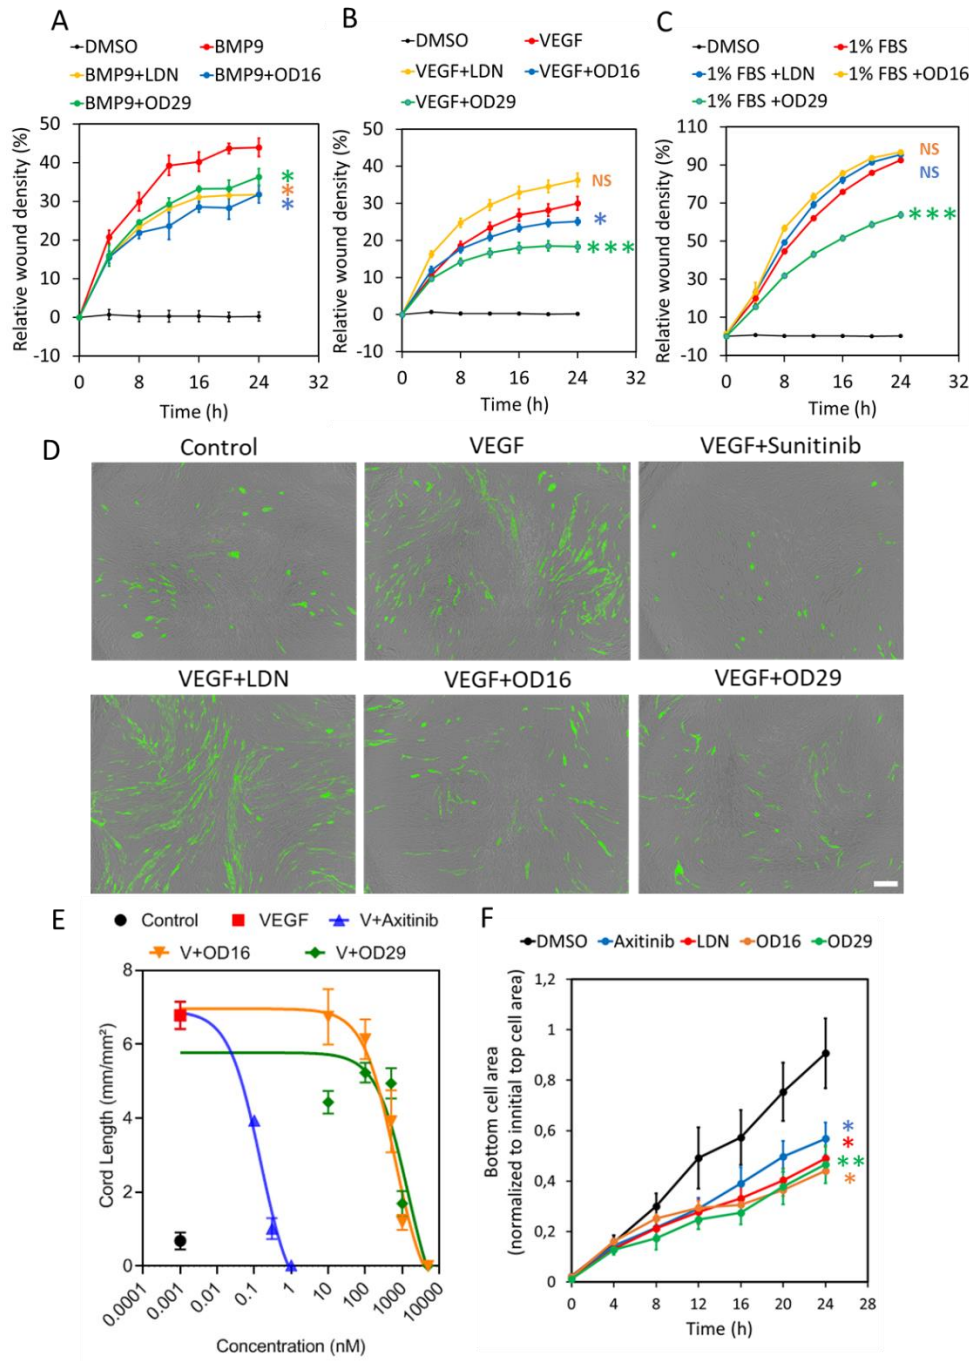 A
DMSO BMP9
BMP9+LDN BMP9+OD16
BMP9+OD29
Relative wound density (%)
50
40
30
20
10
0
-10
*
*
*
0 8 16 24 32
Time (h)
B
DMSO VEGF
VEGF+LDN VEGF+OD16
VEGF+OD29
Relative wound density (%)
50
40
30
20
10
0
-10
NS
*
***
0 8 16 24 32
Time (h)
C
DMSO 1% FBS
1% FBS +LDN 1% FBS +OD16
1% FBS +OD29
Relative wound density (%)
110
90
70
50
30
10
-10
NS
NS
***
0 8 16 24 32
Time (h)
D
Control VEGF VEGF+Sunitinib
VEGF+LDN VEGF+OD16 VEGF+OD29
E
Control VEGF V+Axitinib
V+OD16 V+OD29
Cord Length (mm/mm²)
8
6
4
2
0
0.0001 0.001 0.01 0.1 1 10 100 1000 10000
Concentration (nM)
F
DMSO Axitinib LDN OD16 OD29
Bottom cell area
(normalized to innitial top cell area)
1,2
1
0,8
0,6
0,4
0,2
0
*
*
**
*
0 4 8 12 16 20 24 28
Time (h)